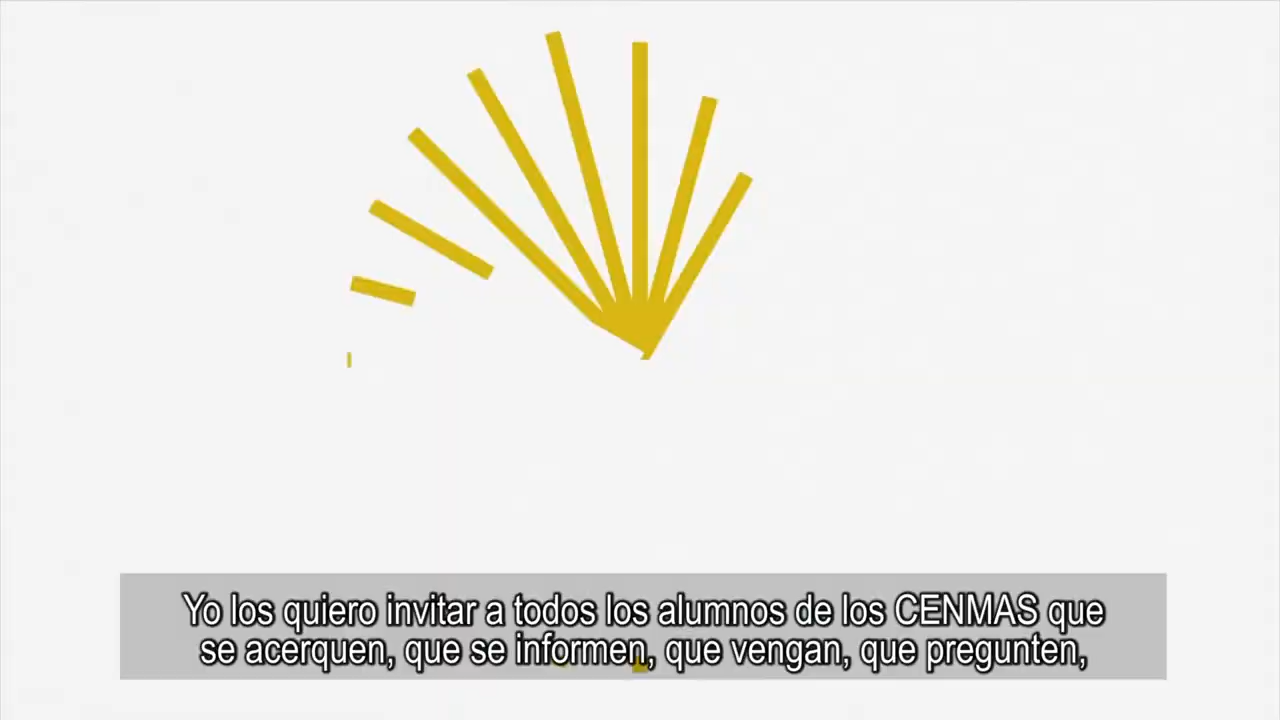 Yo los quiero invitar a todos los alumnos de los CENMAS que
se acerquen, que se informen, que vengan, que pregunten,